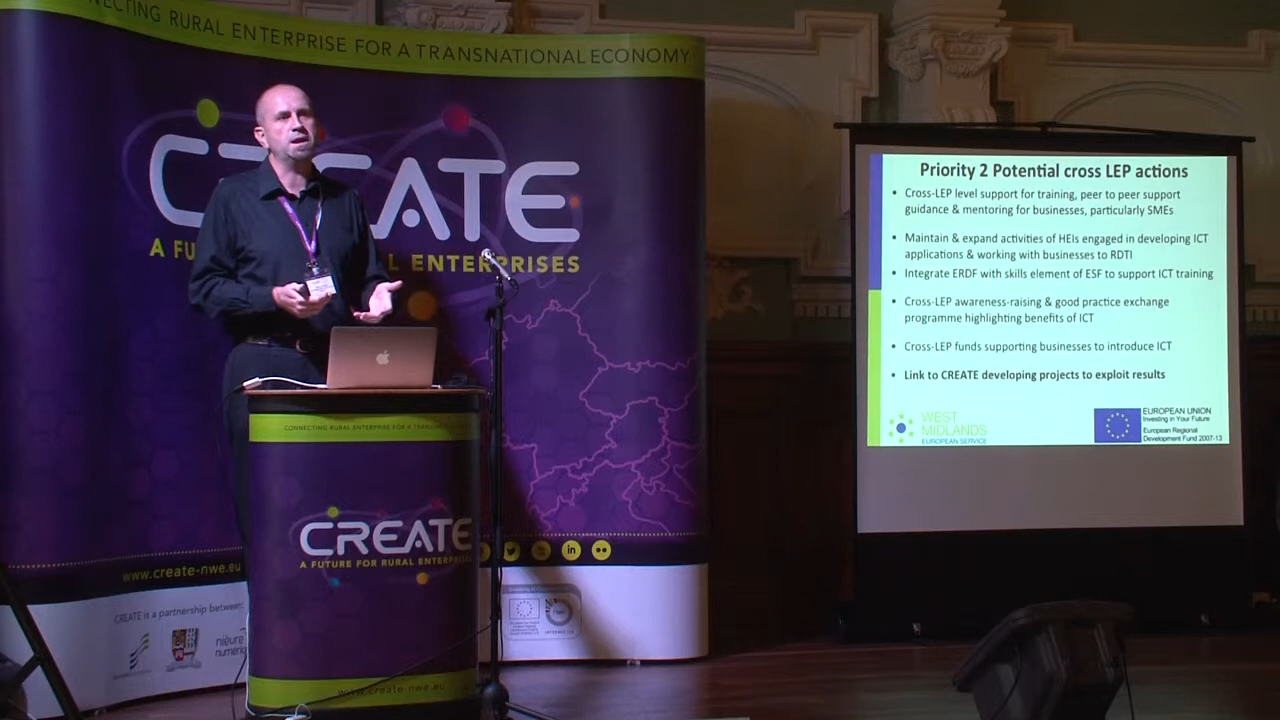 CONNECTING RURAL ENTERPRISE FOR A TRANSNATIONAL ECONOMY
CREATE
A FU L ENTERPRISES
www.create-nwe.eu
CREATE is a partnership between:
nièvre
numériq
CONNECTING RURAL ENTERPRISE FOR A TRANS
CREATE
A FUTURE FOR RURAL ENTERPRISE
www.create-nwe.eu
in
Priority 2 Potential cross LEP actions
• Cross-LEP level support for training, peer to peer support
guidance & mentoring for businesses, particularly SMEs
• Maintain & expand activities of HEIs engaged in developing ICT
applications & working with businesses to RDTI
• Integrate ERDF with skills element of ESF to support ICT training
• Cross-LEP awareness-raising & good practice exchange
programme highlighting benefits of ICT
• Cross-LEP funds supporting businesses to introduce ICT
• Link to CREATE developing projects to exploit results
WEST
MIDLANDS
EUROPEAN SERVICE
EUROPEAN UNION
Investing in Your Future
European Regional
Development Fund 2007-13